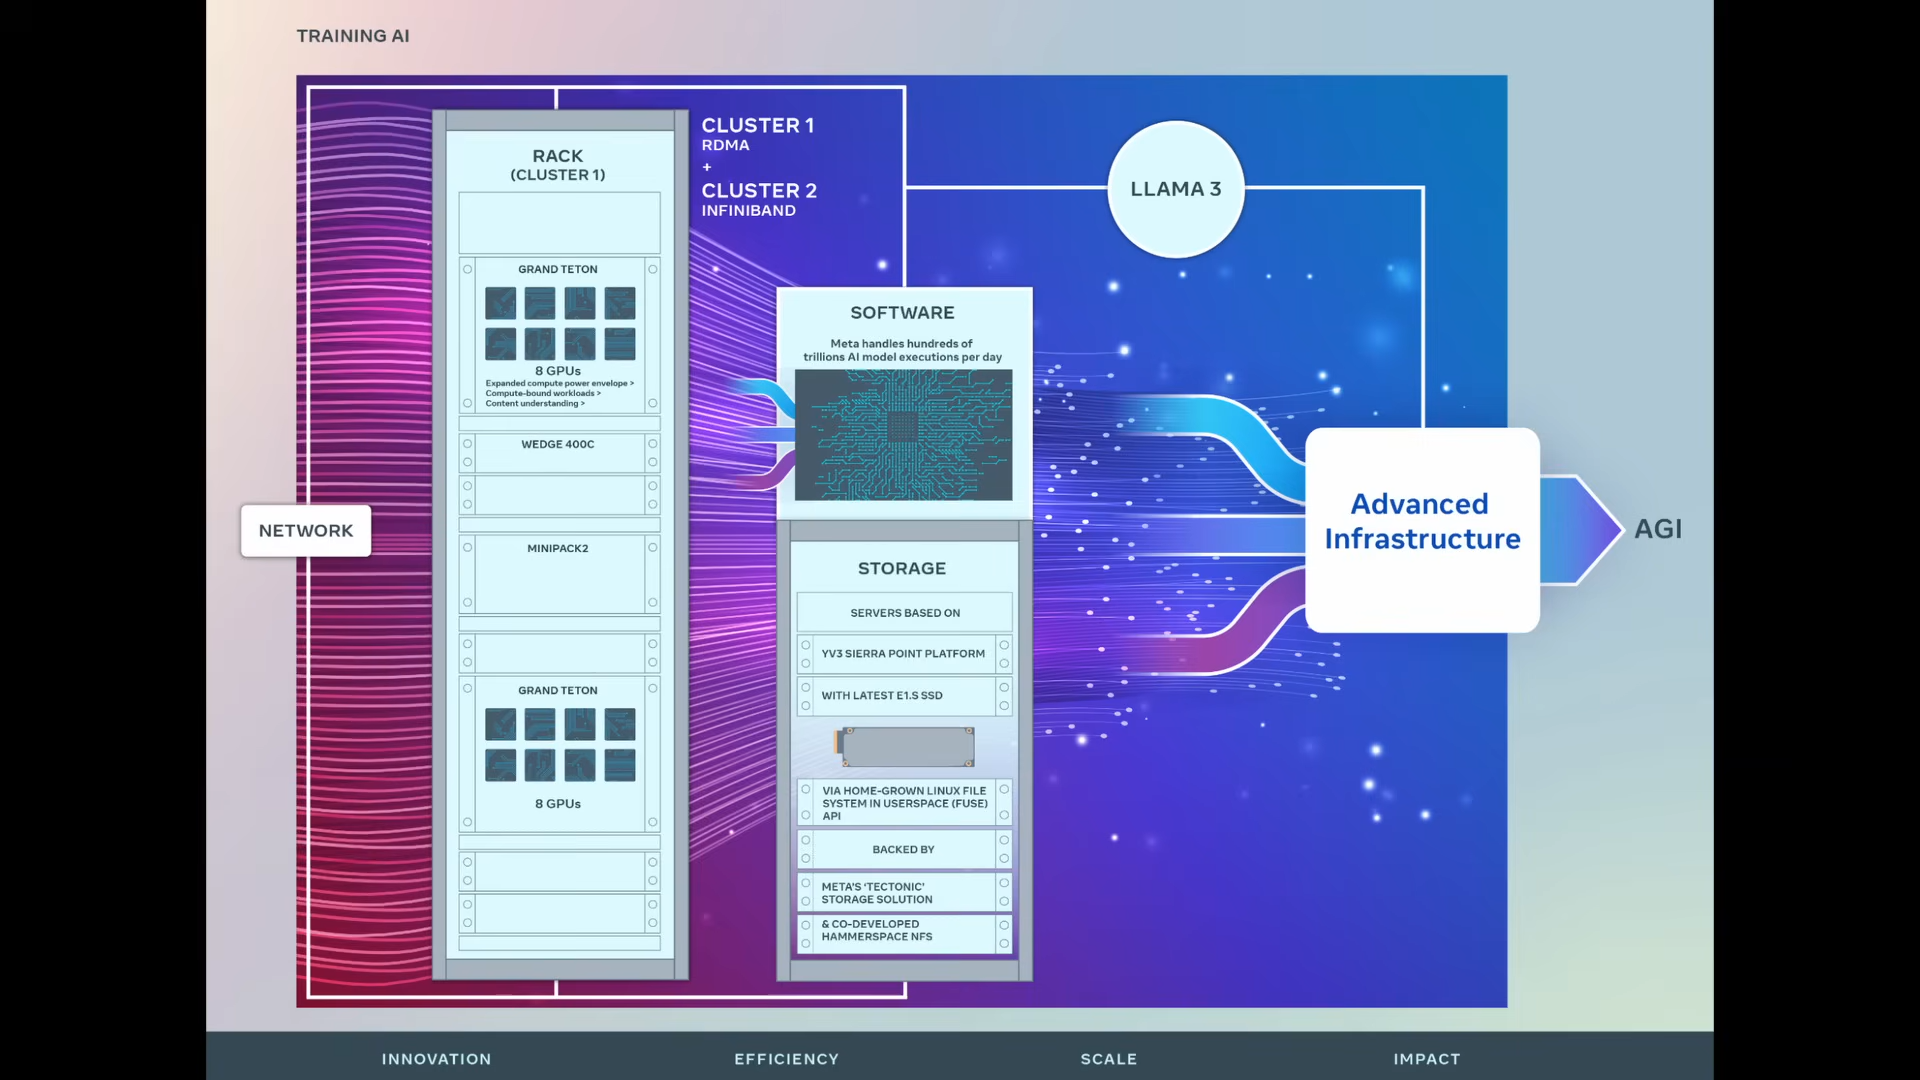 TRAINING AI
NETWORK
RACK
(CLUSTER 1)
GRAND TETON
8 GPUs
Expanded compute power envelope >
Compute-bound workloads >
Content understanding >
WEDGE 400C
MINIPACK2
GRAND TETON
8 GPUs
CLUSTER 1
RDMA
+
CLUSTER 2
INFINIBAND
SOFTWARE
Meta handles hundreds of
trillions AI model executions per day
STORAGE
SERVERS BASED ON
YV3 SIERRA POINT PLATFORM
WITH LATEST E1.S SSD
VIA HOME-GROWN LINUX FILE
SYSTEM IN USERSPACE (FUSE)
API
BACKED BY
META'S ‘TECTONIC’
STORAGE SOLUTION
& CO-DEVELOPED
HAMMERSPACE NFS
LLAMA 3
Advanced
Infrastructure
AGI
INNOVATION
EFFICIENCY
SCALE
IMPACT